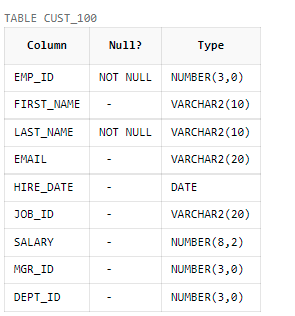 TABLE CUST_100
Column Null? Type
EMP_ID NOT NULL NUMBER(3,0)
FIRST_NAME - VARCHAR2(10)
LAST_NAME NOT NULL VARCHAR2(10)
EMAIL - VARCHAR2(20)
HIRE_DATE - DATE
JOB_ID - VARCHAR2(20)
SALARY - NUMBER(8,2)
MGR_ID - NUMBER(3,0)
DEPT_ID - NUMBER(3,0)